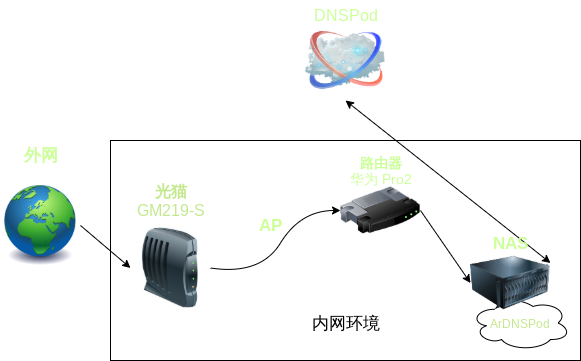 DNSPod
外网
光猫
GM219-S
AP
路由器
华为 Pro2
NAS
ArDNSPod
内网环境